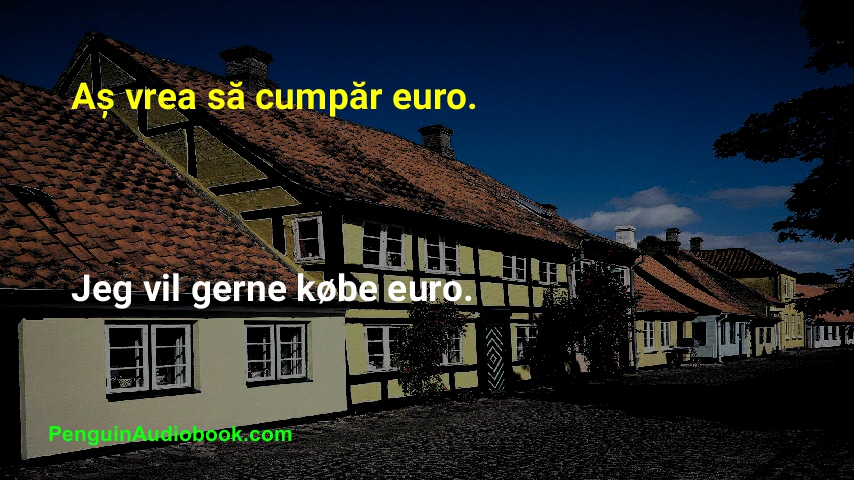 Aș vrea să cumpăr euro.
Jeg vil gerne købe euro.
PenguinAudiobook.com